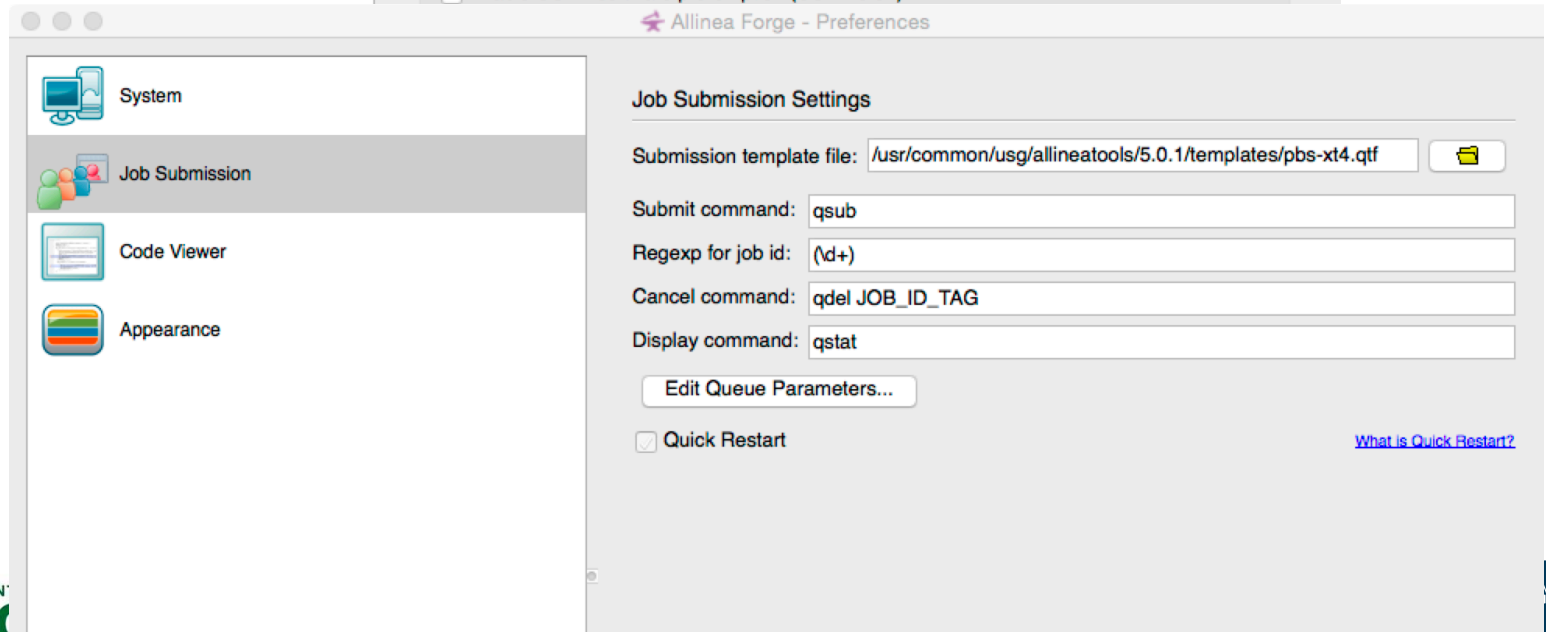 Allinea Forge - Preferences
System
Job Submission
Code Viewer
Appearance
Job Submission Settings
Submission template file: /usr/common/usg/allineatools/5.0.1/templates/pbs-xt4.qtf
Submit command: qsub
Regexp for job id: (\d+)
Cancel command: qdel JOB_ID_TAG
Display command: qstat
Edit Queue Parameters...
Quick Restart
What is Quick Restart?